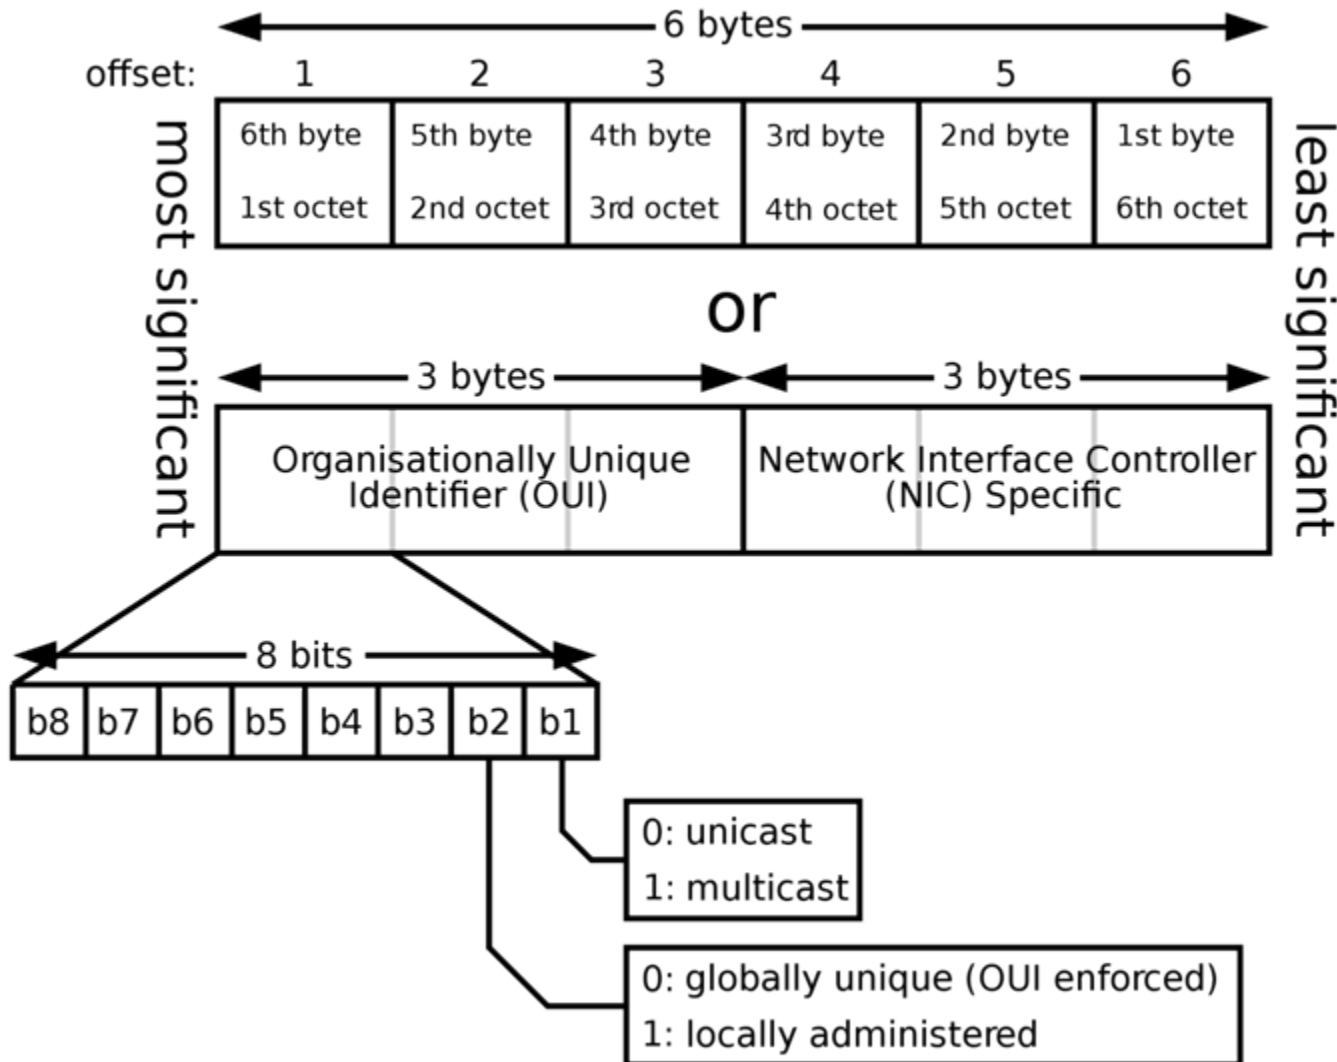 6 bytes
offset: 1 2 3 4 5 6
6th byte 5th byte 4th byte 3rd byte 2nd byte 1st byte
1st octet 2nd octet 3rd octet 4th octet 5th octet 6th octet
most significant
least significant
or
3 bytes 3 bytes
Organisationally Unique
Identifier (OUI)
Network Interface Controller
(NIC) Specific
8 bits
b8 b7 b6 b5 b4 b3 b2 b1
0: unicast
1: multicast
0: globally unique (OUI enforced)
1: locally administered